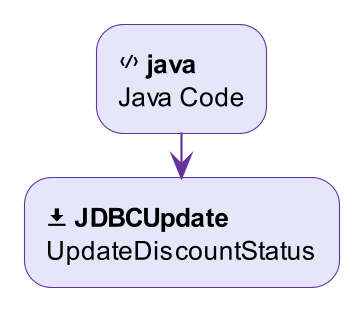 java
Java Code
JDBCUpdate
UpdateDiscountStatus